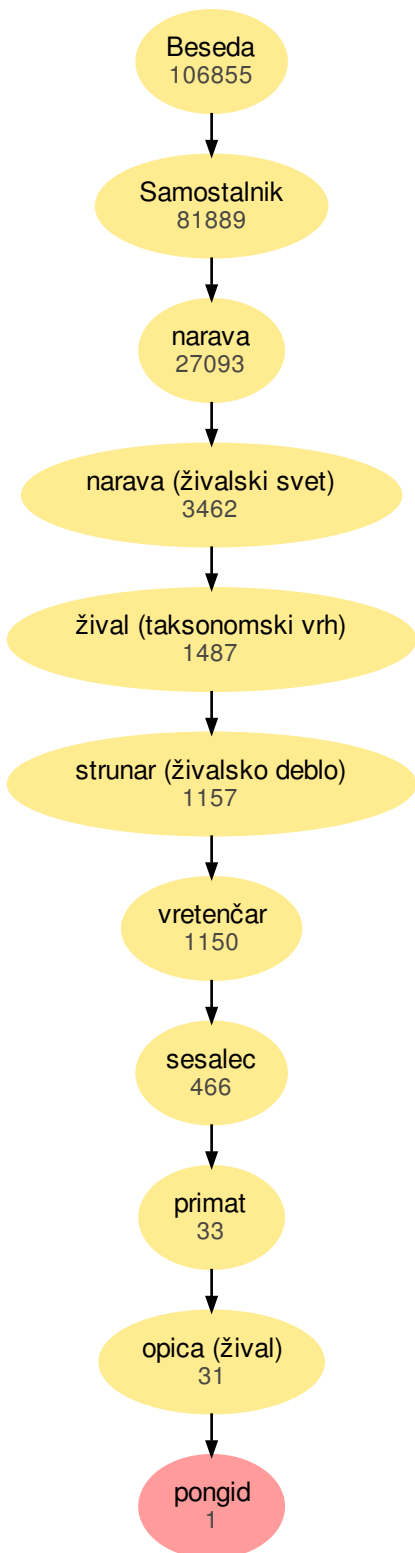 Beseda
106855
Samostalnik
81889
narava
27093
narava (živalski svet)
3462
žival (taksonomski vrh)
1487
strunar (živalsko deblo)
1157
vretenčar
1150
sesalec
466
primat
33
opica (žival)
31
pongid
1